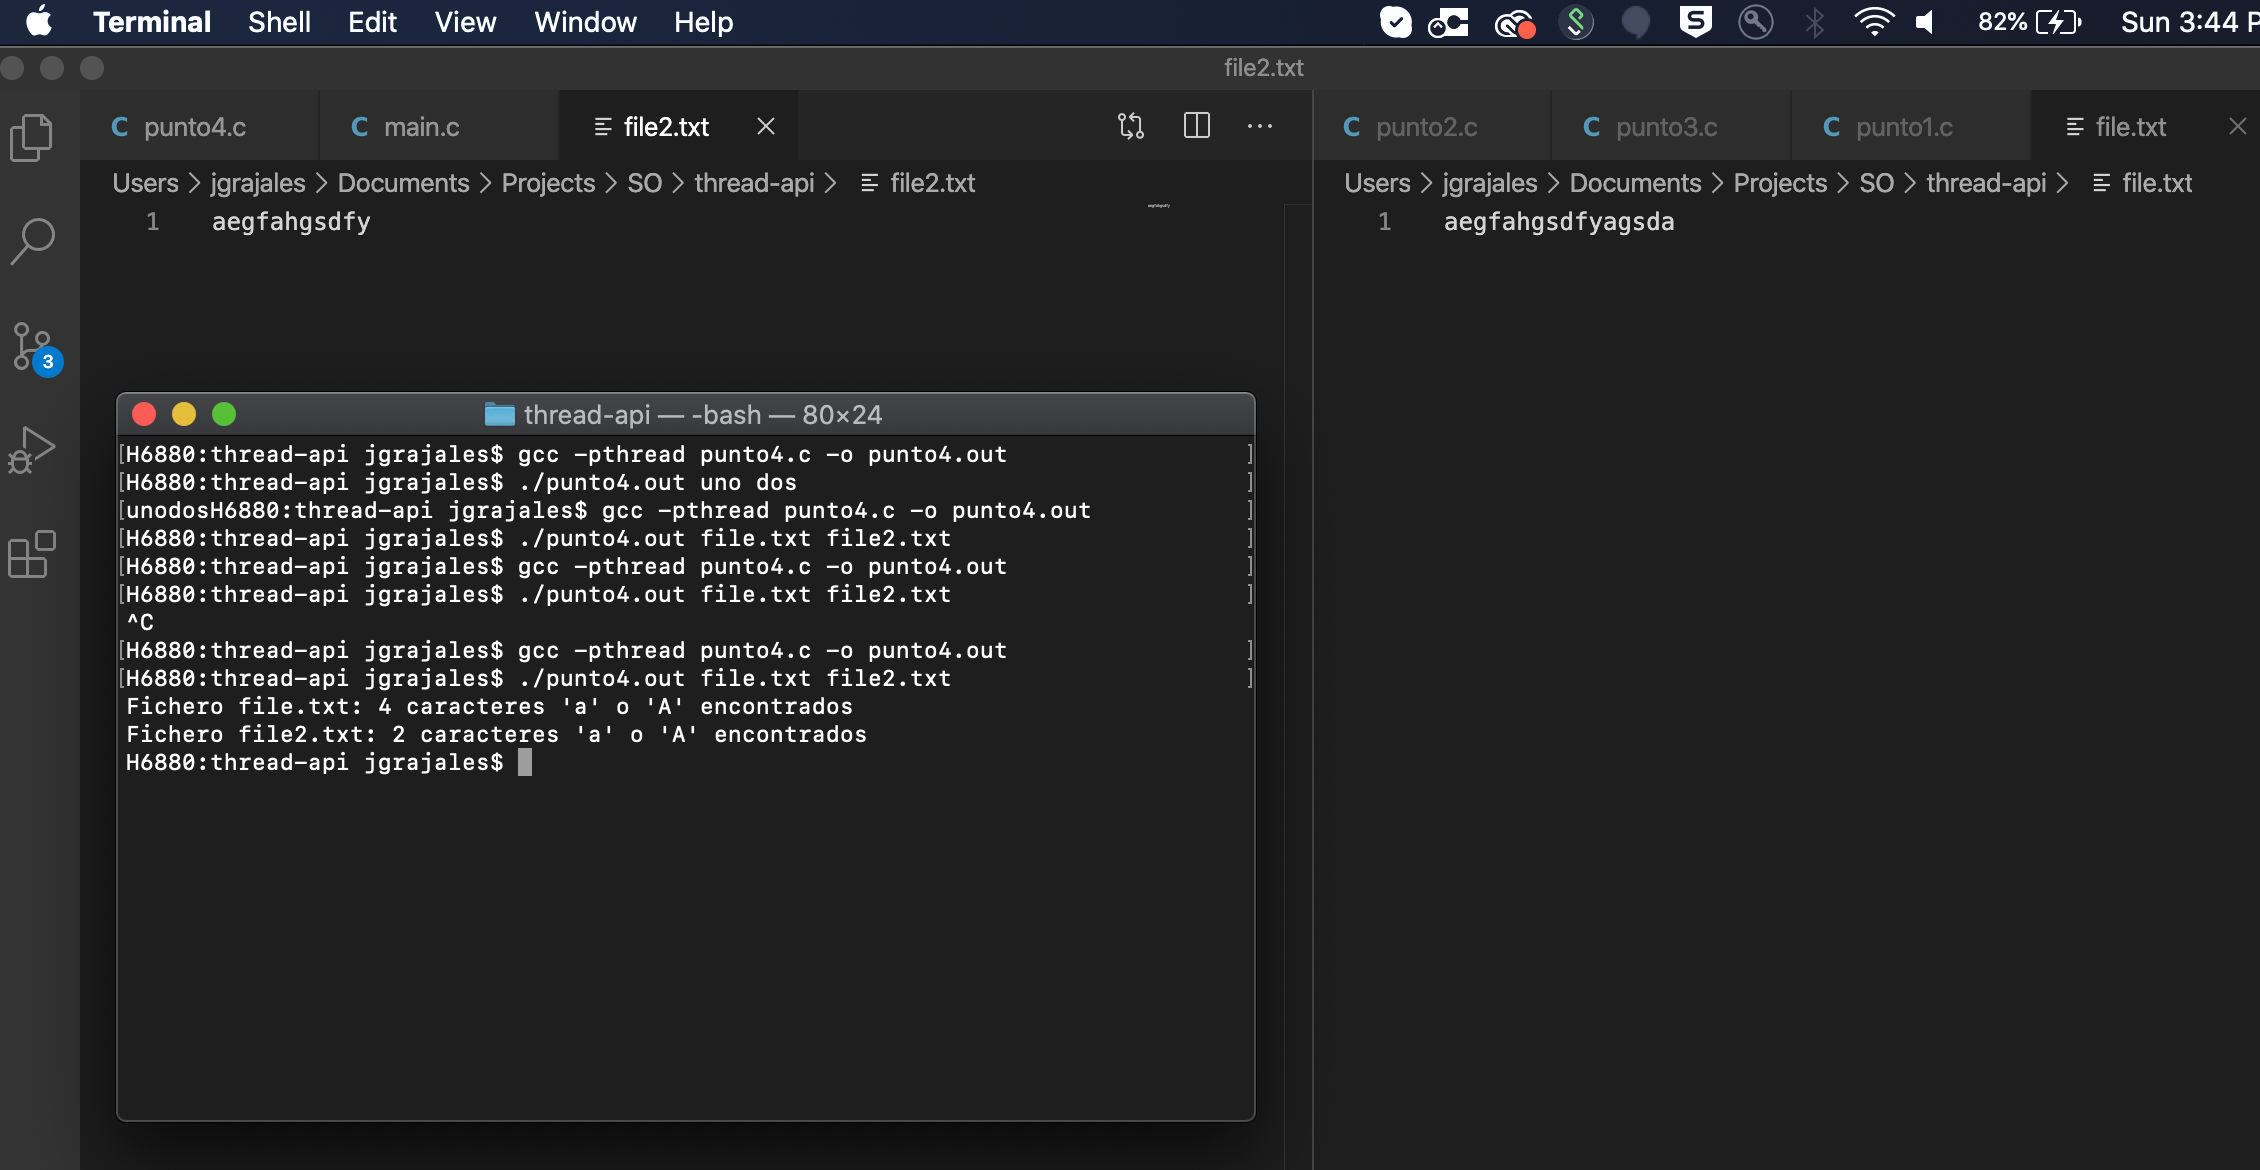 Terminal Shell Edit View Window Help 82% Sun 3:44 P
file2.txt
punto4.c main.c file2.txt punto2.c punto3.c punto1.c file.txt
Users > jgrajales > Documents > Projects > SO > thread-api > file2.txt
1 aegfahgsdfy
Users > jgrajales > Documents > Projects > SO > thread-api > file.txt
1 aegfahgsdfyagsda
3
thread-api — -bash — 80×24
[H6880:thread-api jgrajales$ gcc -pthread punto4.c -o punto4.out ]
[H6880:thread-api jgrajales$ ./punto4.out uno dos ]
[unodosH6880:thread-api jgrajales$ gcc -pthread punto4.c -o punto4.out ]
[H6880:thread-api jgrajales$ ./punto4.out file.txt file2.txt ]
[H6880:thread-api jgrajales$ gcc -pthread punto4.c -o punto4.out ]
[H6880:thread-api jgrajales$ ./punto4.out file.txt file2.txt ]
^C
[H6880:thread-api jgrajales$ gcc -pthread punto4.c -o punto4.out ]
[H6880:thread-api jgrajales$ ./punto4.out file.txt file2.txt ]
Fichero file.txt: 4 caracteres 'a' o 'A' encontrados
Fichero file2.txt: 2 caracteres 'a' o 'A' encontrados
H6880:thread-api jgrajales$